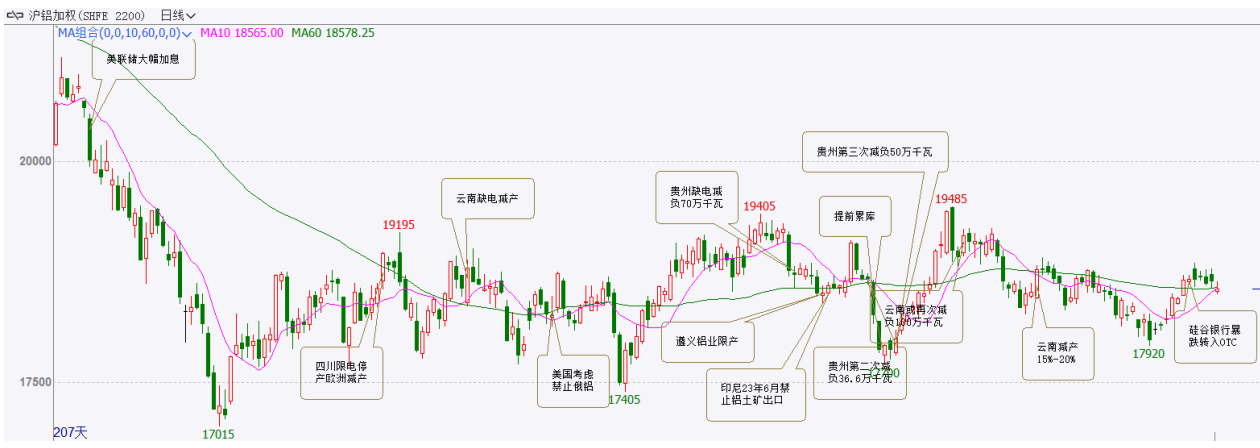 沪铝加权(SHFE 2200) 日线
MA组合(0,0,10,60,0,0) MA10 18565.00 MA60 18578.25
美联储大幅加息
贵州第三次减负50万千瓦
20000
云南缺电减产
贵州缺电减
负70万千瓦
19405
提前累库
19485
19195
云南或再次减
负100万千瓦
遵义铝业限产
硅谷银行暴
跌转入OTC
17920
云南减产
15%-20%
四川限电停
产欧洲减产
美国考虑
禁止俄铝
贵州第二次减
负36.6万千瓦
印尼23年6月禁
止铝土矿出口
17500
17405
17015
207天